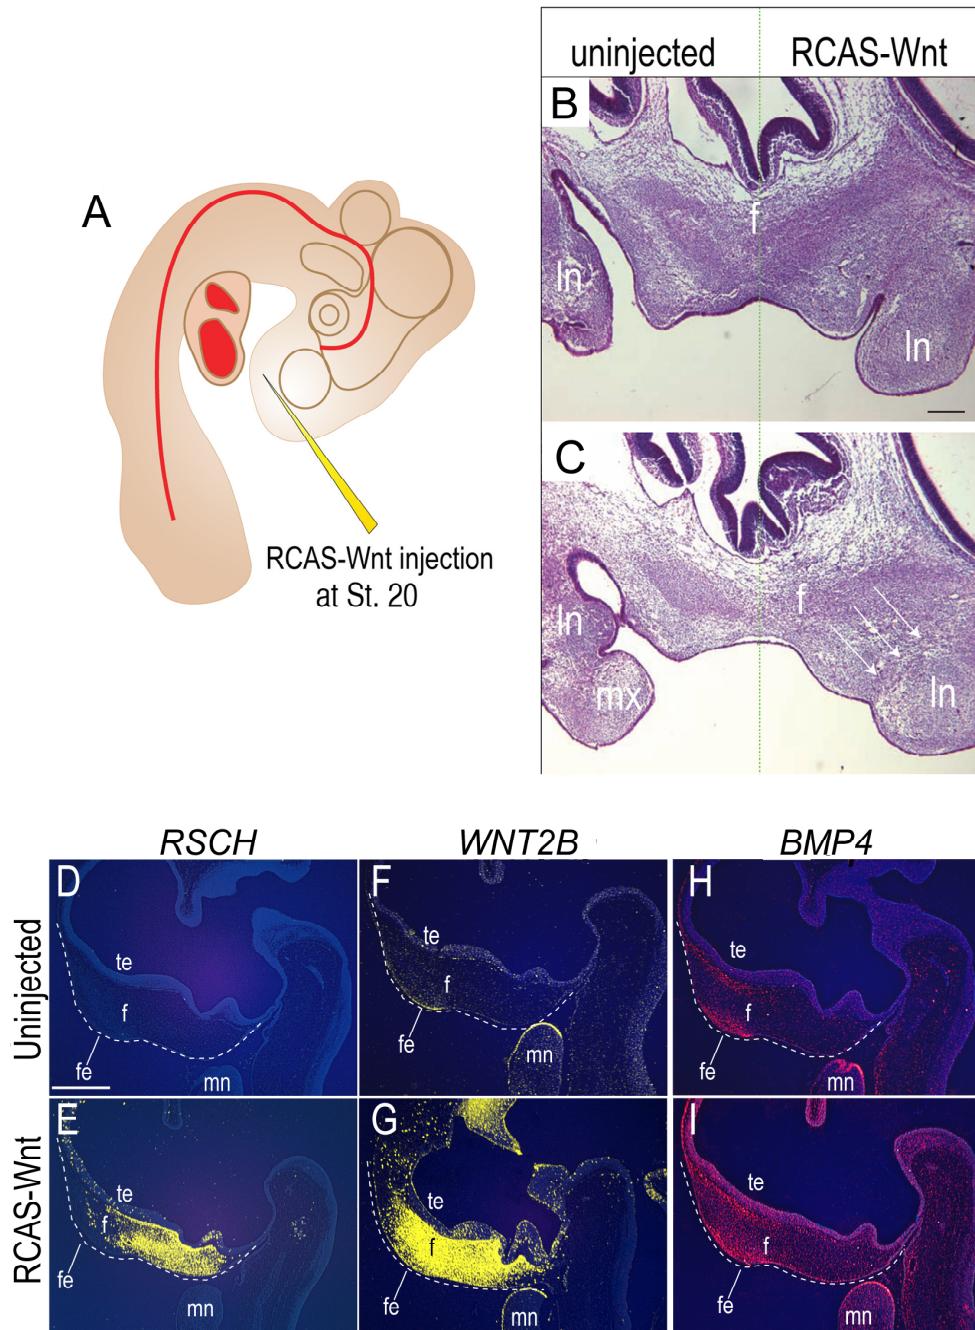 uninjected RCAS-Wnt
A
B
f
ln
ln
RCAS-Wnt injection
at St. 20
C
f
ln
mx
ln
RSCH WNT2B BMP4
Uninjected
D
te
f
fe
mn
F
te
f
fe
mn
H
te
f
fe
mn
RCAS-Wnt
E
te
f
fe
mn
G
te
f
fe
mn
I
te
f
fe
mn